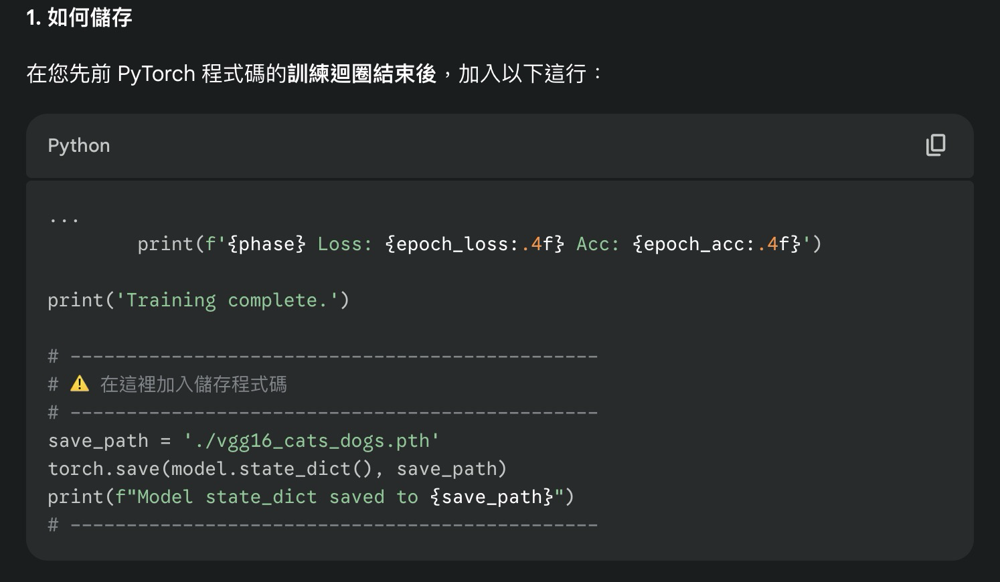 1. 如何儲存
在您先前 PyTorch 程式碼的訓練迴圈結束後，加入以下這行：
Python
...
        print(f'{phase} Loss: {epoch_loss:.4f} Acc: {epoch_acc:.4f}')
print('Training complete.')
# -----------------------------------------------
# ⚠️ 在這裡加入儲存程式碼
# -----------------------------------------------
save_path = './vgg16_cats_dogs.pth'
torch.save(model.state_dict(), save_path)
print(f"Model state_dict saved to {save_path}")
# -----------------------------------------------